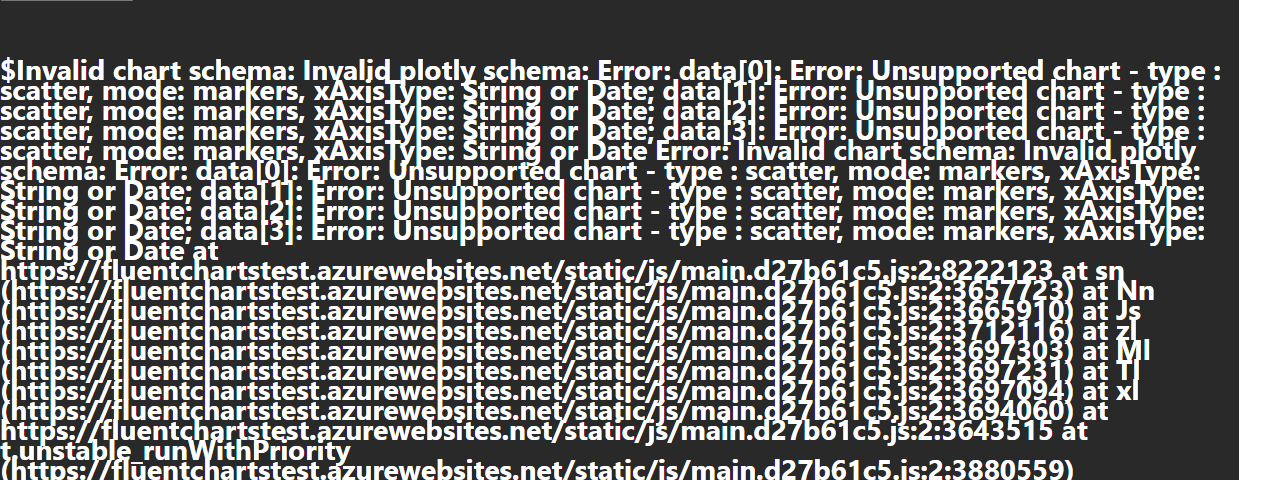 $Invalid chart schema: Invalid plotly schema: Error: data[0]: Error: Unsupported chart - type :
scatter, mode: markers, xAxisType: String or Date; data[1]: Error: Unsupported chart - type :
scatter, mode: markers, xAxisType: String or Date; data[2]: Error: Unsupported chart - type :
scatter, mode: markers, xAxisType: String or Date; data[3]: Error: Unsupported chart - type :
scatter, mode: markers, xAxisType: String or Date Error: Invalid chart schema: Invalid plotly
schema: Error: data[0]: Error: Unsupported chart - type : scatter, mode: markers, xAxisType:
String or Date; data[1]: Error: Unsupported chart - type : scatter, mode: markers, xAxisType:
String or Date; data[2]: Error: Unsupported chart - type : scatter, mode: markers, xAxisType:
String or Date; data[3]: Error: Unsupported chart - type : scatter, mode: markers, xAxisType:
String or Date at
https://fluentchartstest.azurewebsites.net/static/js/main.d27b61c5.js:2:8222123 at sn
(https://fluentchartstest.azurewebsites.net/static/js/main.d27b61c5.js:2:3657723) at Nn
(https://fluentchartstest.azurewebsites.net/static/js/main.d27b61c5.js:2:3665910) at Js
(https://fluentchartstest.azurewebsites.net/static/js/main.d27b61c5.js:2:3712116) at zl
(https://fluentchartstest.azurewebsites.net/static/js/main.d27b61c5.js:2:3697303) at Ml
(https://fluentchartstest.azurewebsites.net/static/js/main.d27b61c5.js:2:3697231) at Tl
(https://fluentchartstest.azurewebsites.net/static/js/main.d27b61c5.js:2:3697094) at xl
(https://fluentchartstest.azurewebsites.net/static/js/main.d27b61c5.js:2:3694060) at
https://fluentchartstest.azurewebsites.net/static/js/main.d27b61c5.js:2:3643515 at
t.unstable_runWithPriority
(https://fluentchartstest.azurewebsites.net/static/js/main.d27b61c5.js:2:3880559)